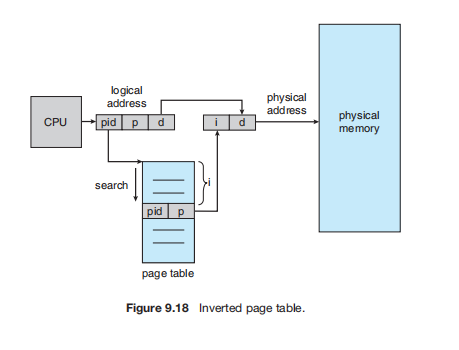 logical
address
CPU
pid p d
i d
physical
address
physical
memory
search
i
pid p
page table
Figure 9.18 Inverted page table.